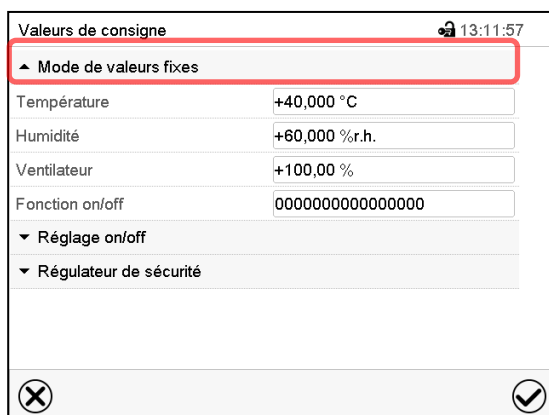 Valeurs de consigne 13:11:57
Mode de valeurs fixes
Température +40,000 °C
Humidité +60,000 %r.h.
Ventilateur +100,00 %
Fonction on/off 0000000000000000
Réglage on/off
Régulateur de sécurité